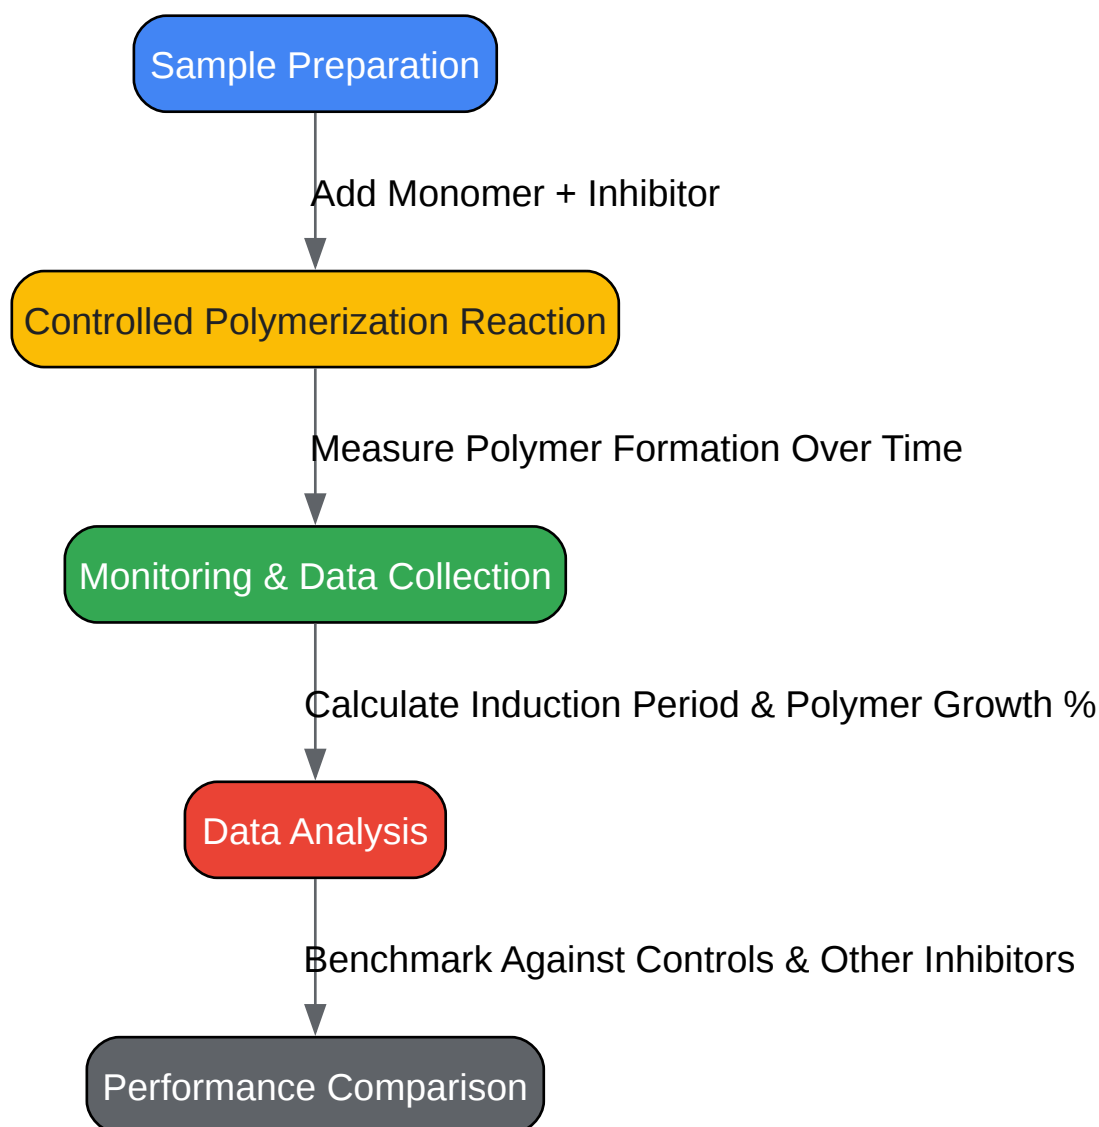 Sample Preparation
Add Monomer + Inhibitor
Controlled Polymerization Reaction
Measure Polymer Formation Over Time
Monitoring & Data Collection
Calculate Induction Period & Polymer Growth %
Data Analysis
Benchmark Against Controls & Other Inhibitors
Performance Comparison